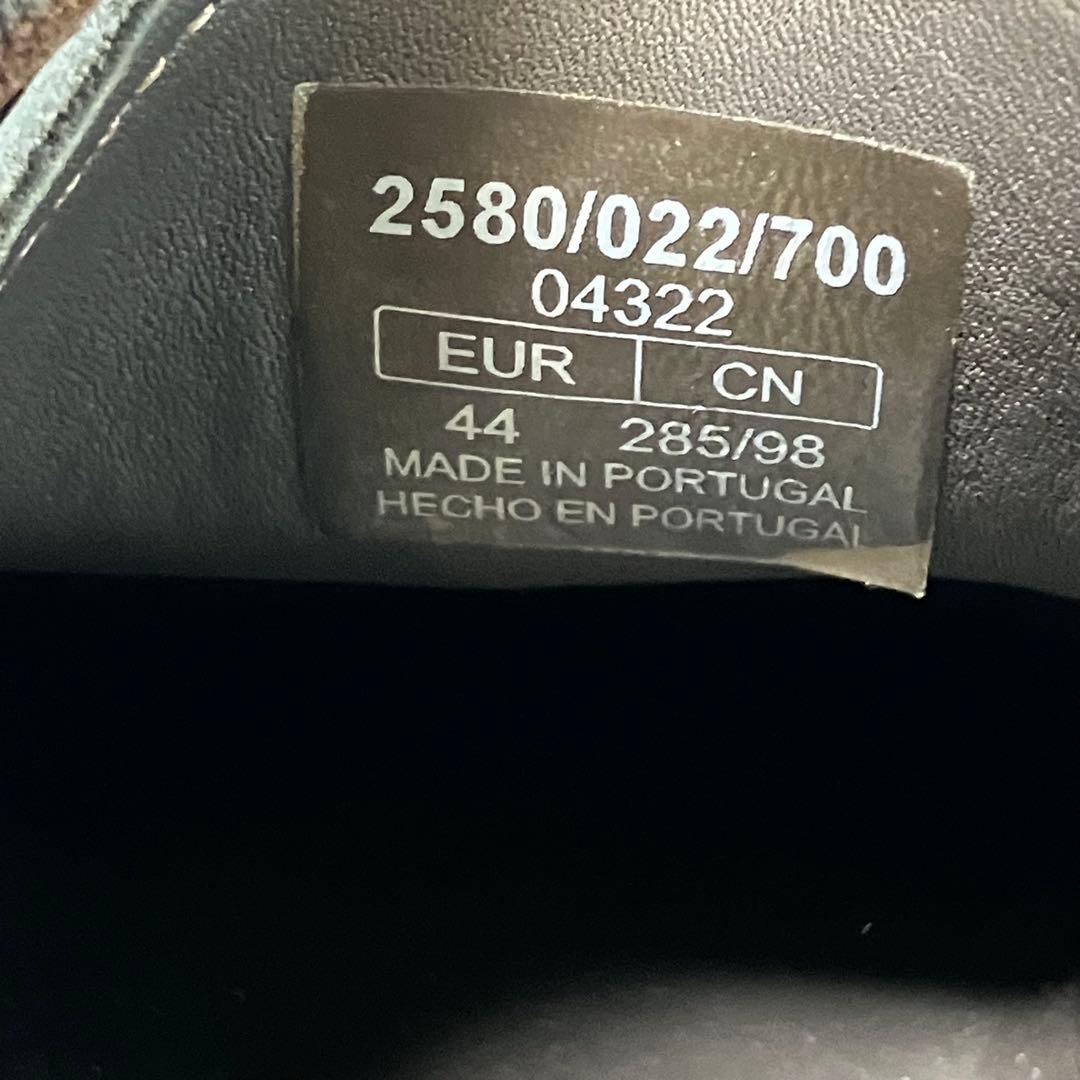 2580/022/700
04322
EUR CN
44 285/98
MADE IN PORTUGAL
HECHO EN PORTUGAL